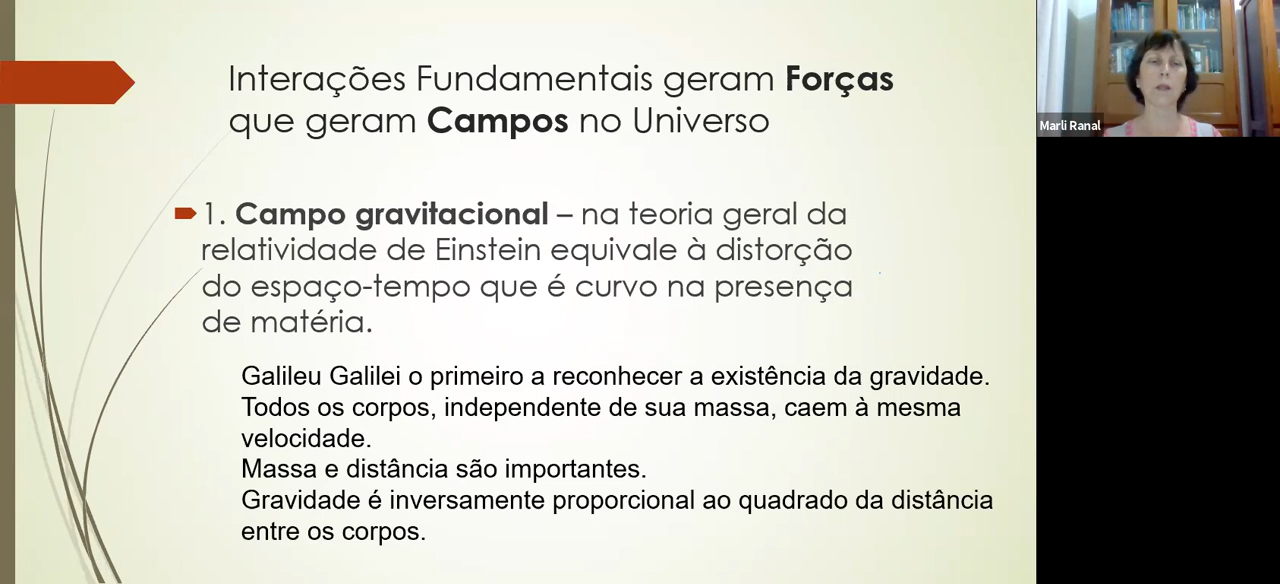 Interações Fundamentais geram Forças
que geram Campos no Universo
1. Campo gravitacional – na teoria geral da
relatividade de Einstein equivale à distorção
do espaço-tempo que é curvo na presença
de matéria.
Galileu Galilei o primeiro a reconhecer a existência da gravidade.
Todos os corpos, independente de sua massa, caem à mesma
velocidade.
Massa e distância são importantes.
Gravidade é inversamente proporcional ao quadrado da distância
entre os corpos.
Marli Ranal